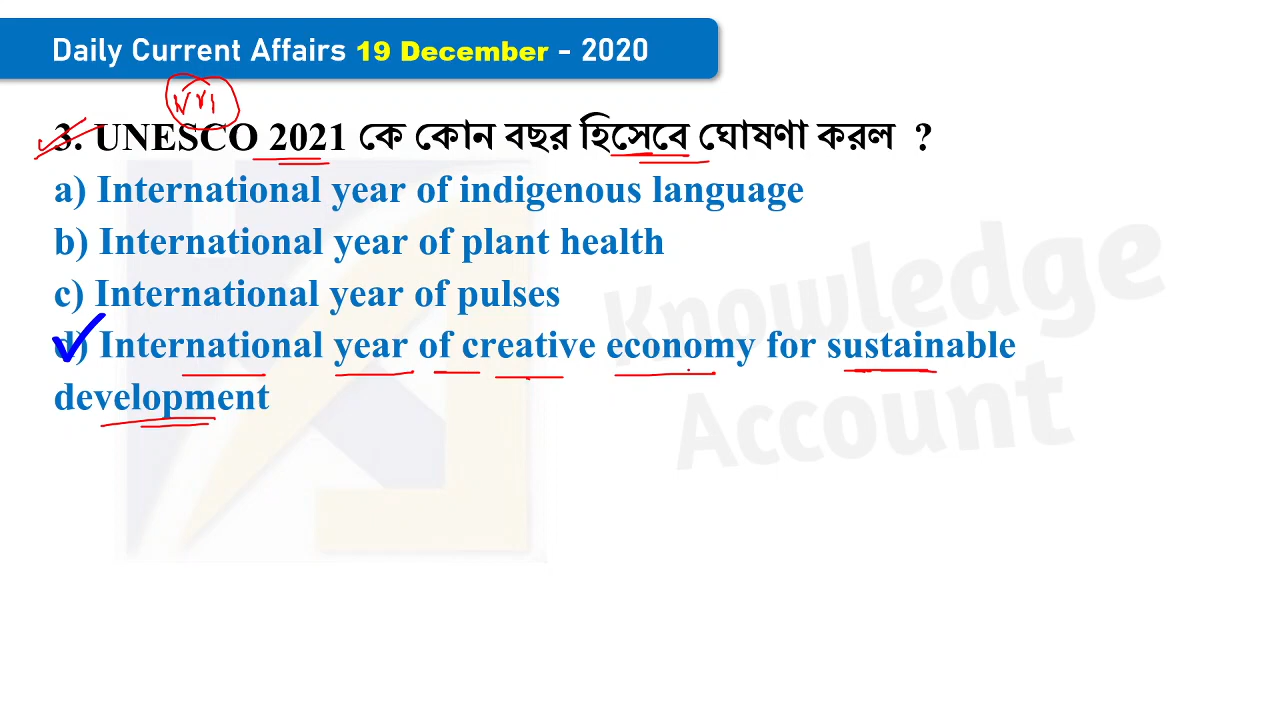 Daily Current Affairs 19 December - 2020
VVI
3. UNESCO 2021 কে কোন বছর হিসেবে ঘোষণা করল ?
a) International year of indigenous language
b) International year of plant health
c) International year of pulses
d) International year of creative economy for sustainable
development
Knowledge
Account